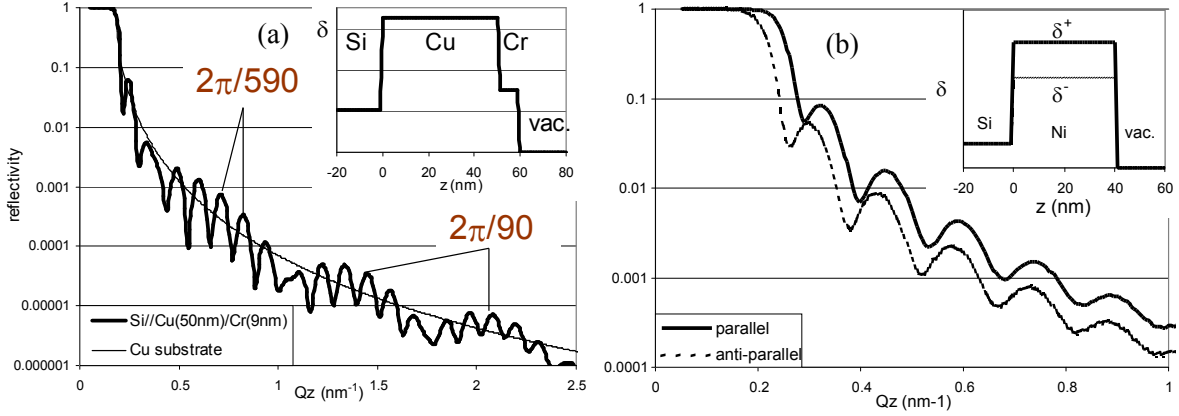 (a)
reflectivity
1
0.1
0.01
0.001
0.0001
0.00001
0.000001
2π/590
2π/90
Si//Cu(50nm)/Cr(9nm)
Cu substrate
0 0.5 1 1.5 2 2.5
Qz (nm⁻¹)
δ
Si Cu Cr
vac.
-20 0 20 40 60 80
z (nm)
(b)
1
0.1
0.01
0.001
0.0001
parallel
anti-parallel
0 0.2 0.4 0.6 0.8 1
Qz (nm-1)
δ
δ⁺
δ⁻
Si Ni vac.
-20 0 20 40 60
z (nm)